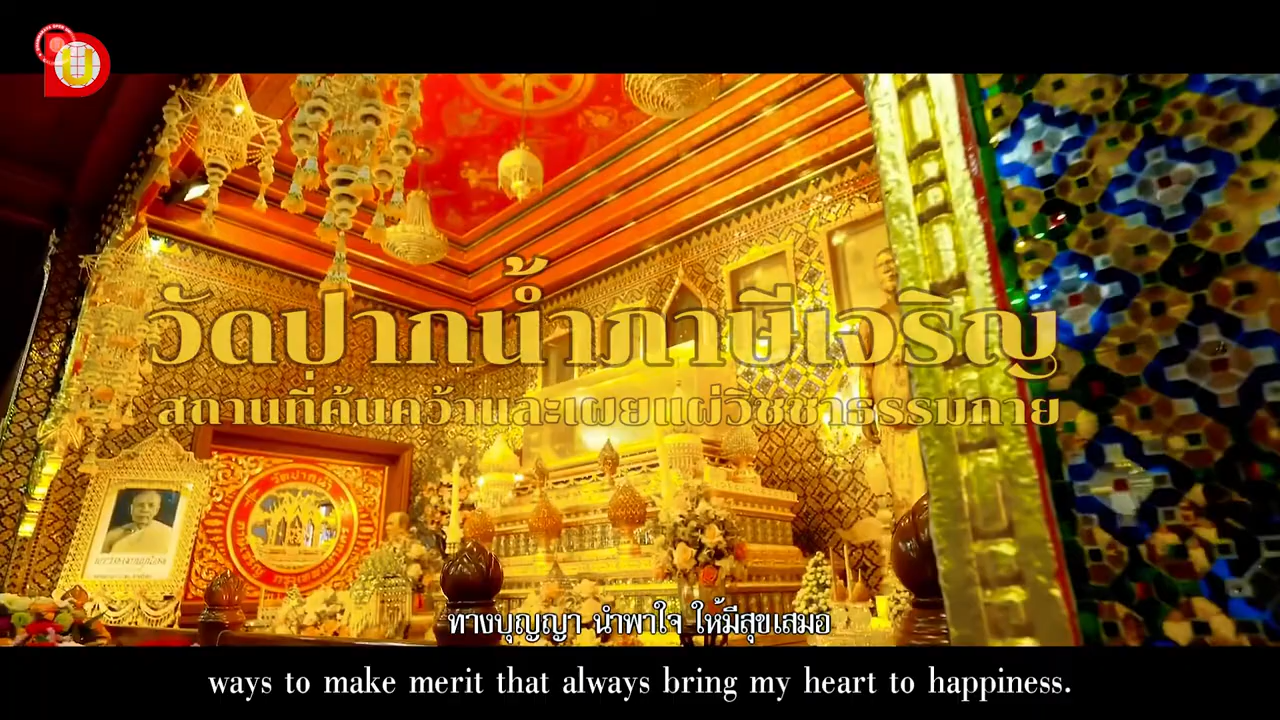 U
วัดปากน้ำภาษีเจริญ
สถานที่ค้นคว้าและเผยแผ่วิชชาธรรมกาย
ทางบุญญา นำพาใจ ให้มีสุขเสมอ
ways to make merit that always bring my heart to happiness.